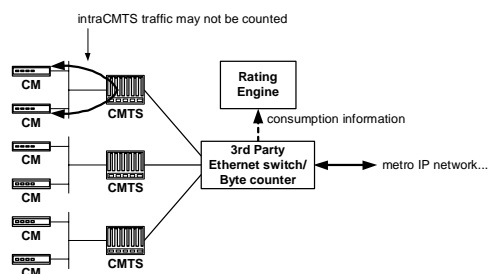 intraCMTS traffic may not be counted
CM
CM
CMTS
Rating
Engine
consumption information
CM
CM
CMTS
3rd Party
Ethernet switch/
Byte counter
metro IP network...
CM
CM
CMTS